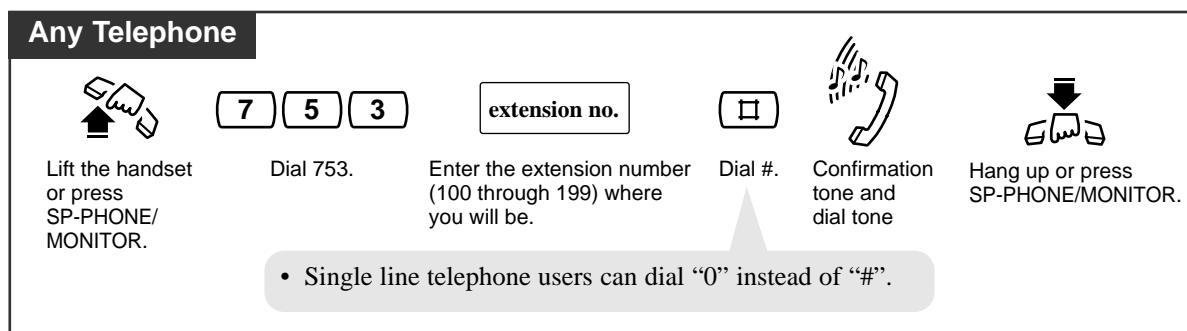 Any Telephone
7 5 3
extension no.
#
Lift the handset
or press
SP-PHONE/
MONITOR.
Dial 753.
Enter the extension number
(100 through 199) where
you will be.
Dial #.
Confirmation
tone and
dial tone
Hang up or press
SP-PHONE/MONITOR.
• Single line telephone users can dial “0” instead of “#”.